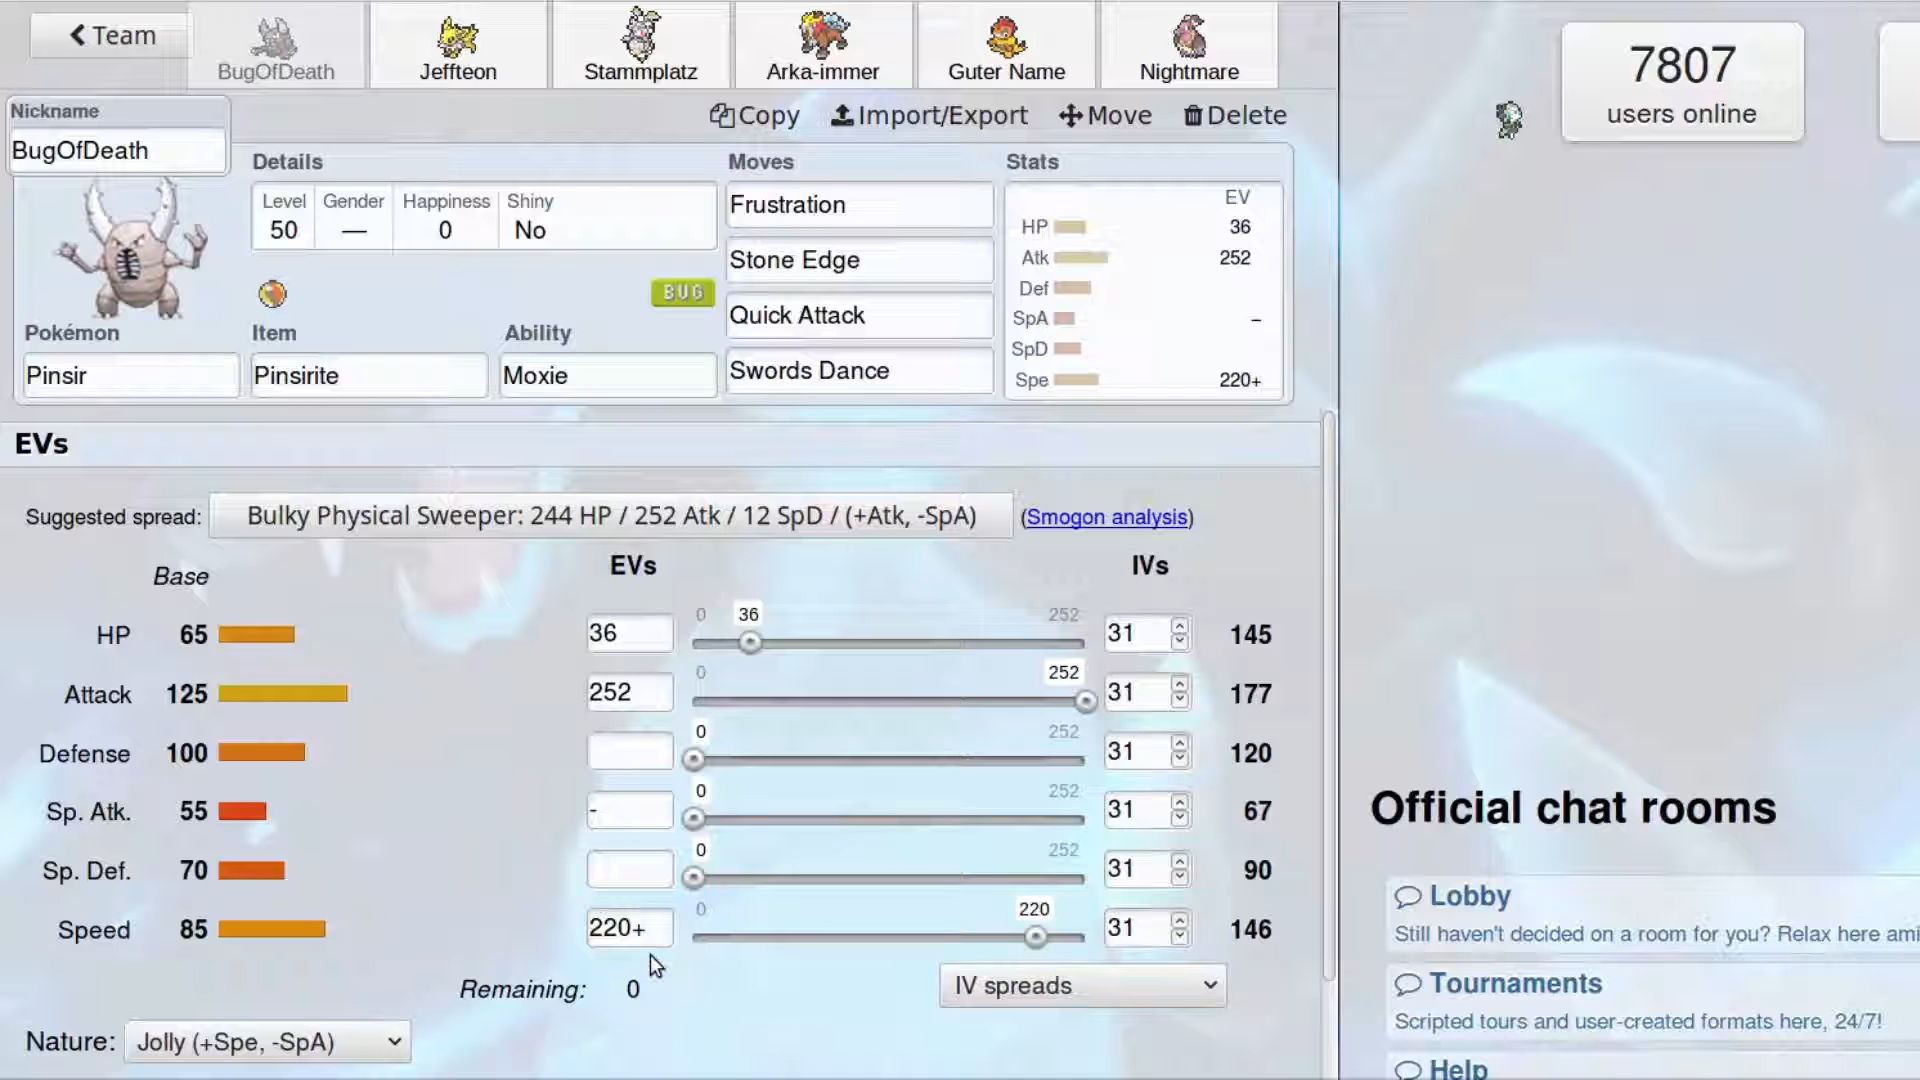 Team
BugOfDeath
Jeffteon
Stammplatz
Arka-immer
Guter Name
Nightmare
7807
users online
Nickname
BugOfDeath
Copy
Import/Export
Move
Delete
Details
Level
50
Gender
—
Happiness
0
Shiny
No
BUG
Pokémon
Pinsir
Item
Pinsirite
Ability
Moxie
Moves
Frustration
Stone Edge
Quick Attack
Swords Dance
Stats
EV
HP 36
Atk 252
Def
SpA −
SpD
Spe 220+
EVs
Suggested spread: Bulky Physical Sweeper: 244 HP / 252 Atk / 12 SpD / (+Atk, -SpA) (Smogon analysis)
Base EVs IVs
HP 65 36 0 36 252 31 145
Attack 125 252 0 252 31 177
Defense 100 0 252 31 120
Sp. Atk. 55 - 0 252 31 67
Sp. Def. 70 0 252 31 90
Speed 85 220+ 0 220 31 146
Remaining: 0
IV spreads
Nature: Jolly (+Spe, -SpA)
Official chat rooms
Lobby
Still haven't decided on a room for you? Relax here ami
Tournaments
Scripted tours and user-created formats here, 24/7!
Help